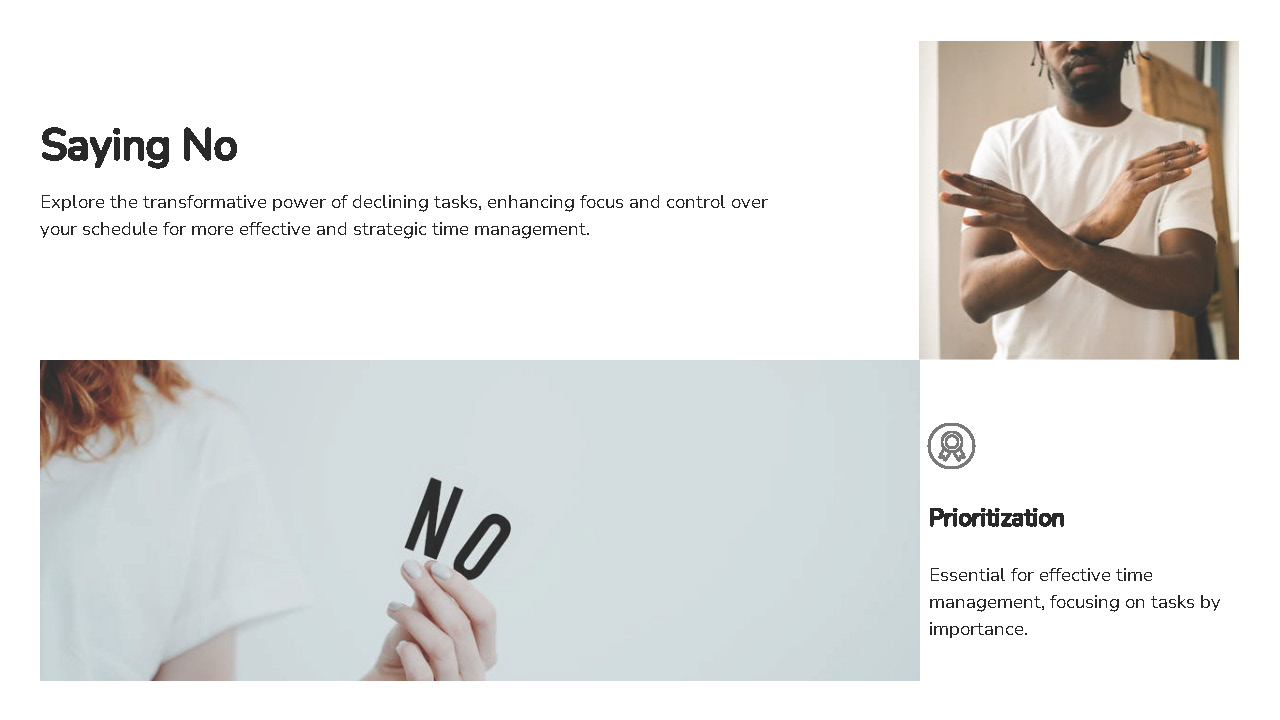 Saying No
Explore the transformative power of declining tasks, enhancing focus and control over
your schedule for more effective and strategic time management.
NO
Prioritization
Essential for effective time
management, focusing on tasks by
importance.